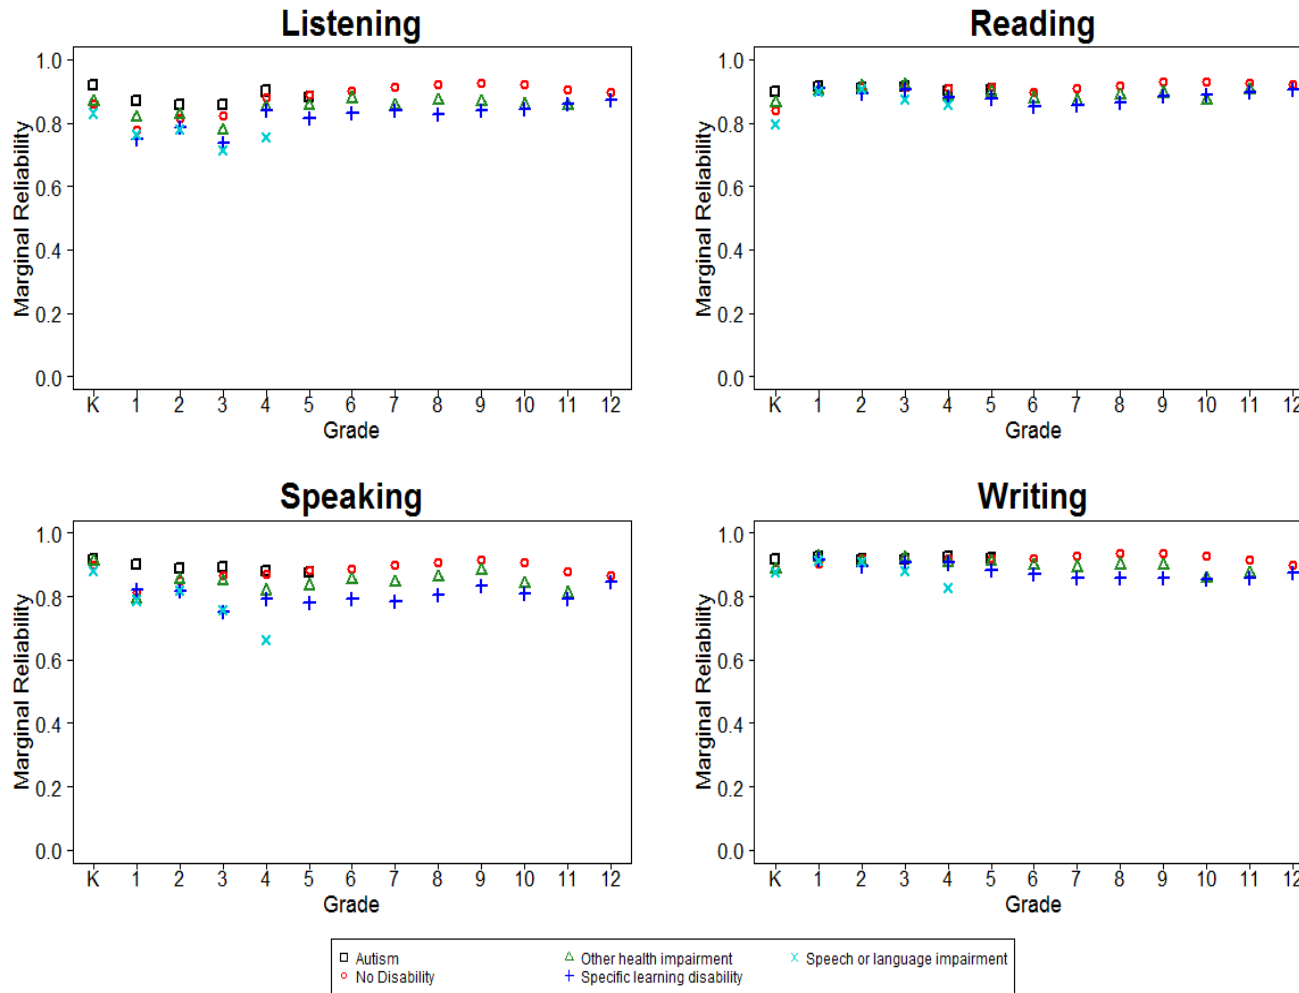 Listening
Marginal Reliability
1.0
0.8
0.6
0.4
0.2
0.0
K 1 2 3 4 5 6 7 8 9 10 11 12
Grade
Reading
Marginal Reliability
1.0
0.8
0.6
0.4
0.2
0.0
K 1 2 3 4 5 6 7 8 9 10 11 12
Grade
Speaking
Marginal Reliability
1.0
0.8
0.6
0.4
0.2
0.0
K 1 2 3 4 5 6 7 8 9 10 11 12
Grade
Writing
Marginal Reliability
1.0
0.8
0.6
0.4
0.2
0.0
K 1 2 3 4 5 6 7 8 9 10 11 12
Grade
Autism
No Disability
Other health impairment
Specific learning disability
Speech or language impairment